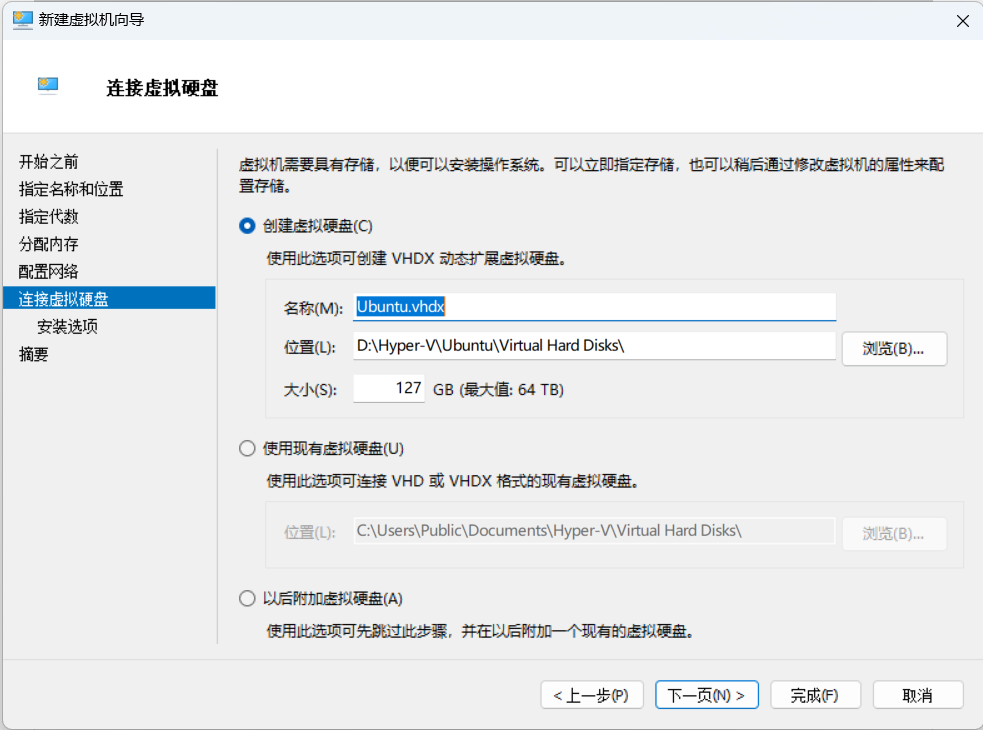 新建虚拟机向导
连接虚拟硬盘
开始之前
指定名称和位置
指定代数
分配内存
配置网络
连接虚拟硬盘
安装选项
摘要
虚拟机需要具有存储，以便可以安装操作系统。可以立即指定存储，也可以稍后通过修改虚拟机的属性来配
置存储。
创建虚拟硬盘(C)
使用此选项可创建 VHDX 动态扩展虚拟硬盘。
名称(M): Ubuntu.vhdx
位置(L): D:\Hyper-V\Ubuntu\Virtual Hard Disks\ 浏览(B)...
大小(S): 127 GB (最大值: 64 TB)
使用现有虚拟硬盘(U)
使用此选项可连接 VHD 或 VHDX 格式的现有虚拟硬盘。
位置(L): C:\Users\Public\Documents\Hyper-V\Virtual Hard Disks\ 浏览(B)...
以后附加虚拟硬盘(A)
使用此选项可先跳过此步骤，并在以后附加一个现有的虚拟硬盘。
< 上一步(P) 下一页(N) > 完成(F) 取消